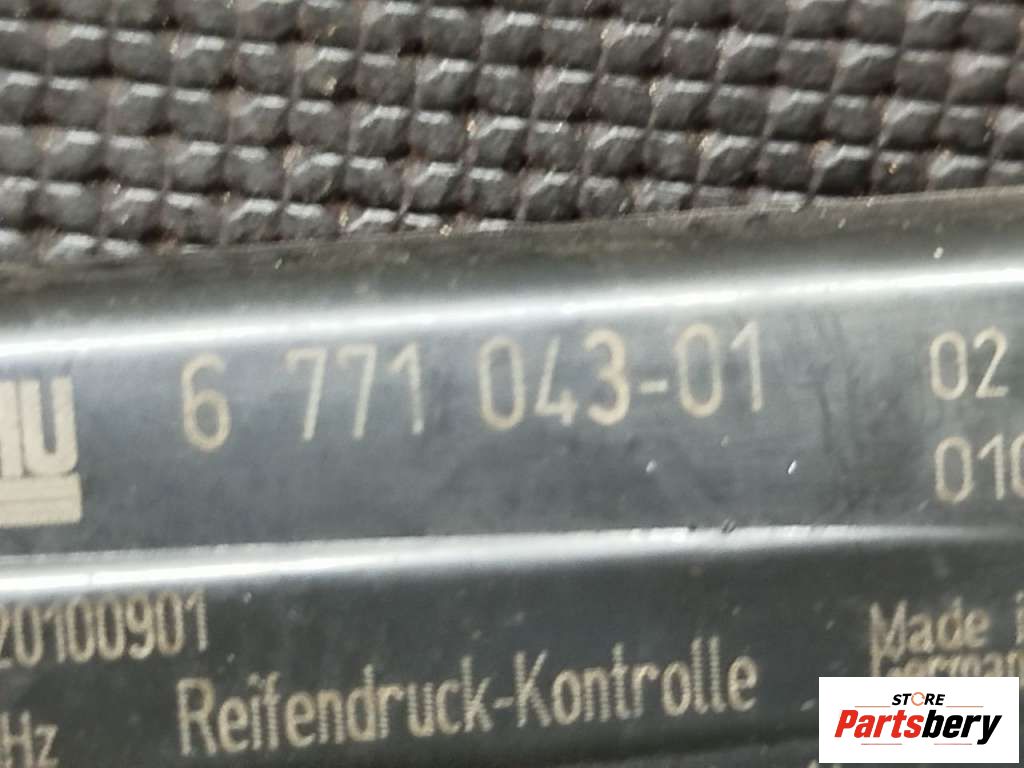 6 771 043-01
02
010
20100901
Made
Reifendruck-Kontrolle
Hz
STORE
Partsbery